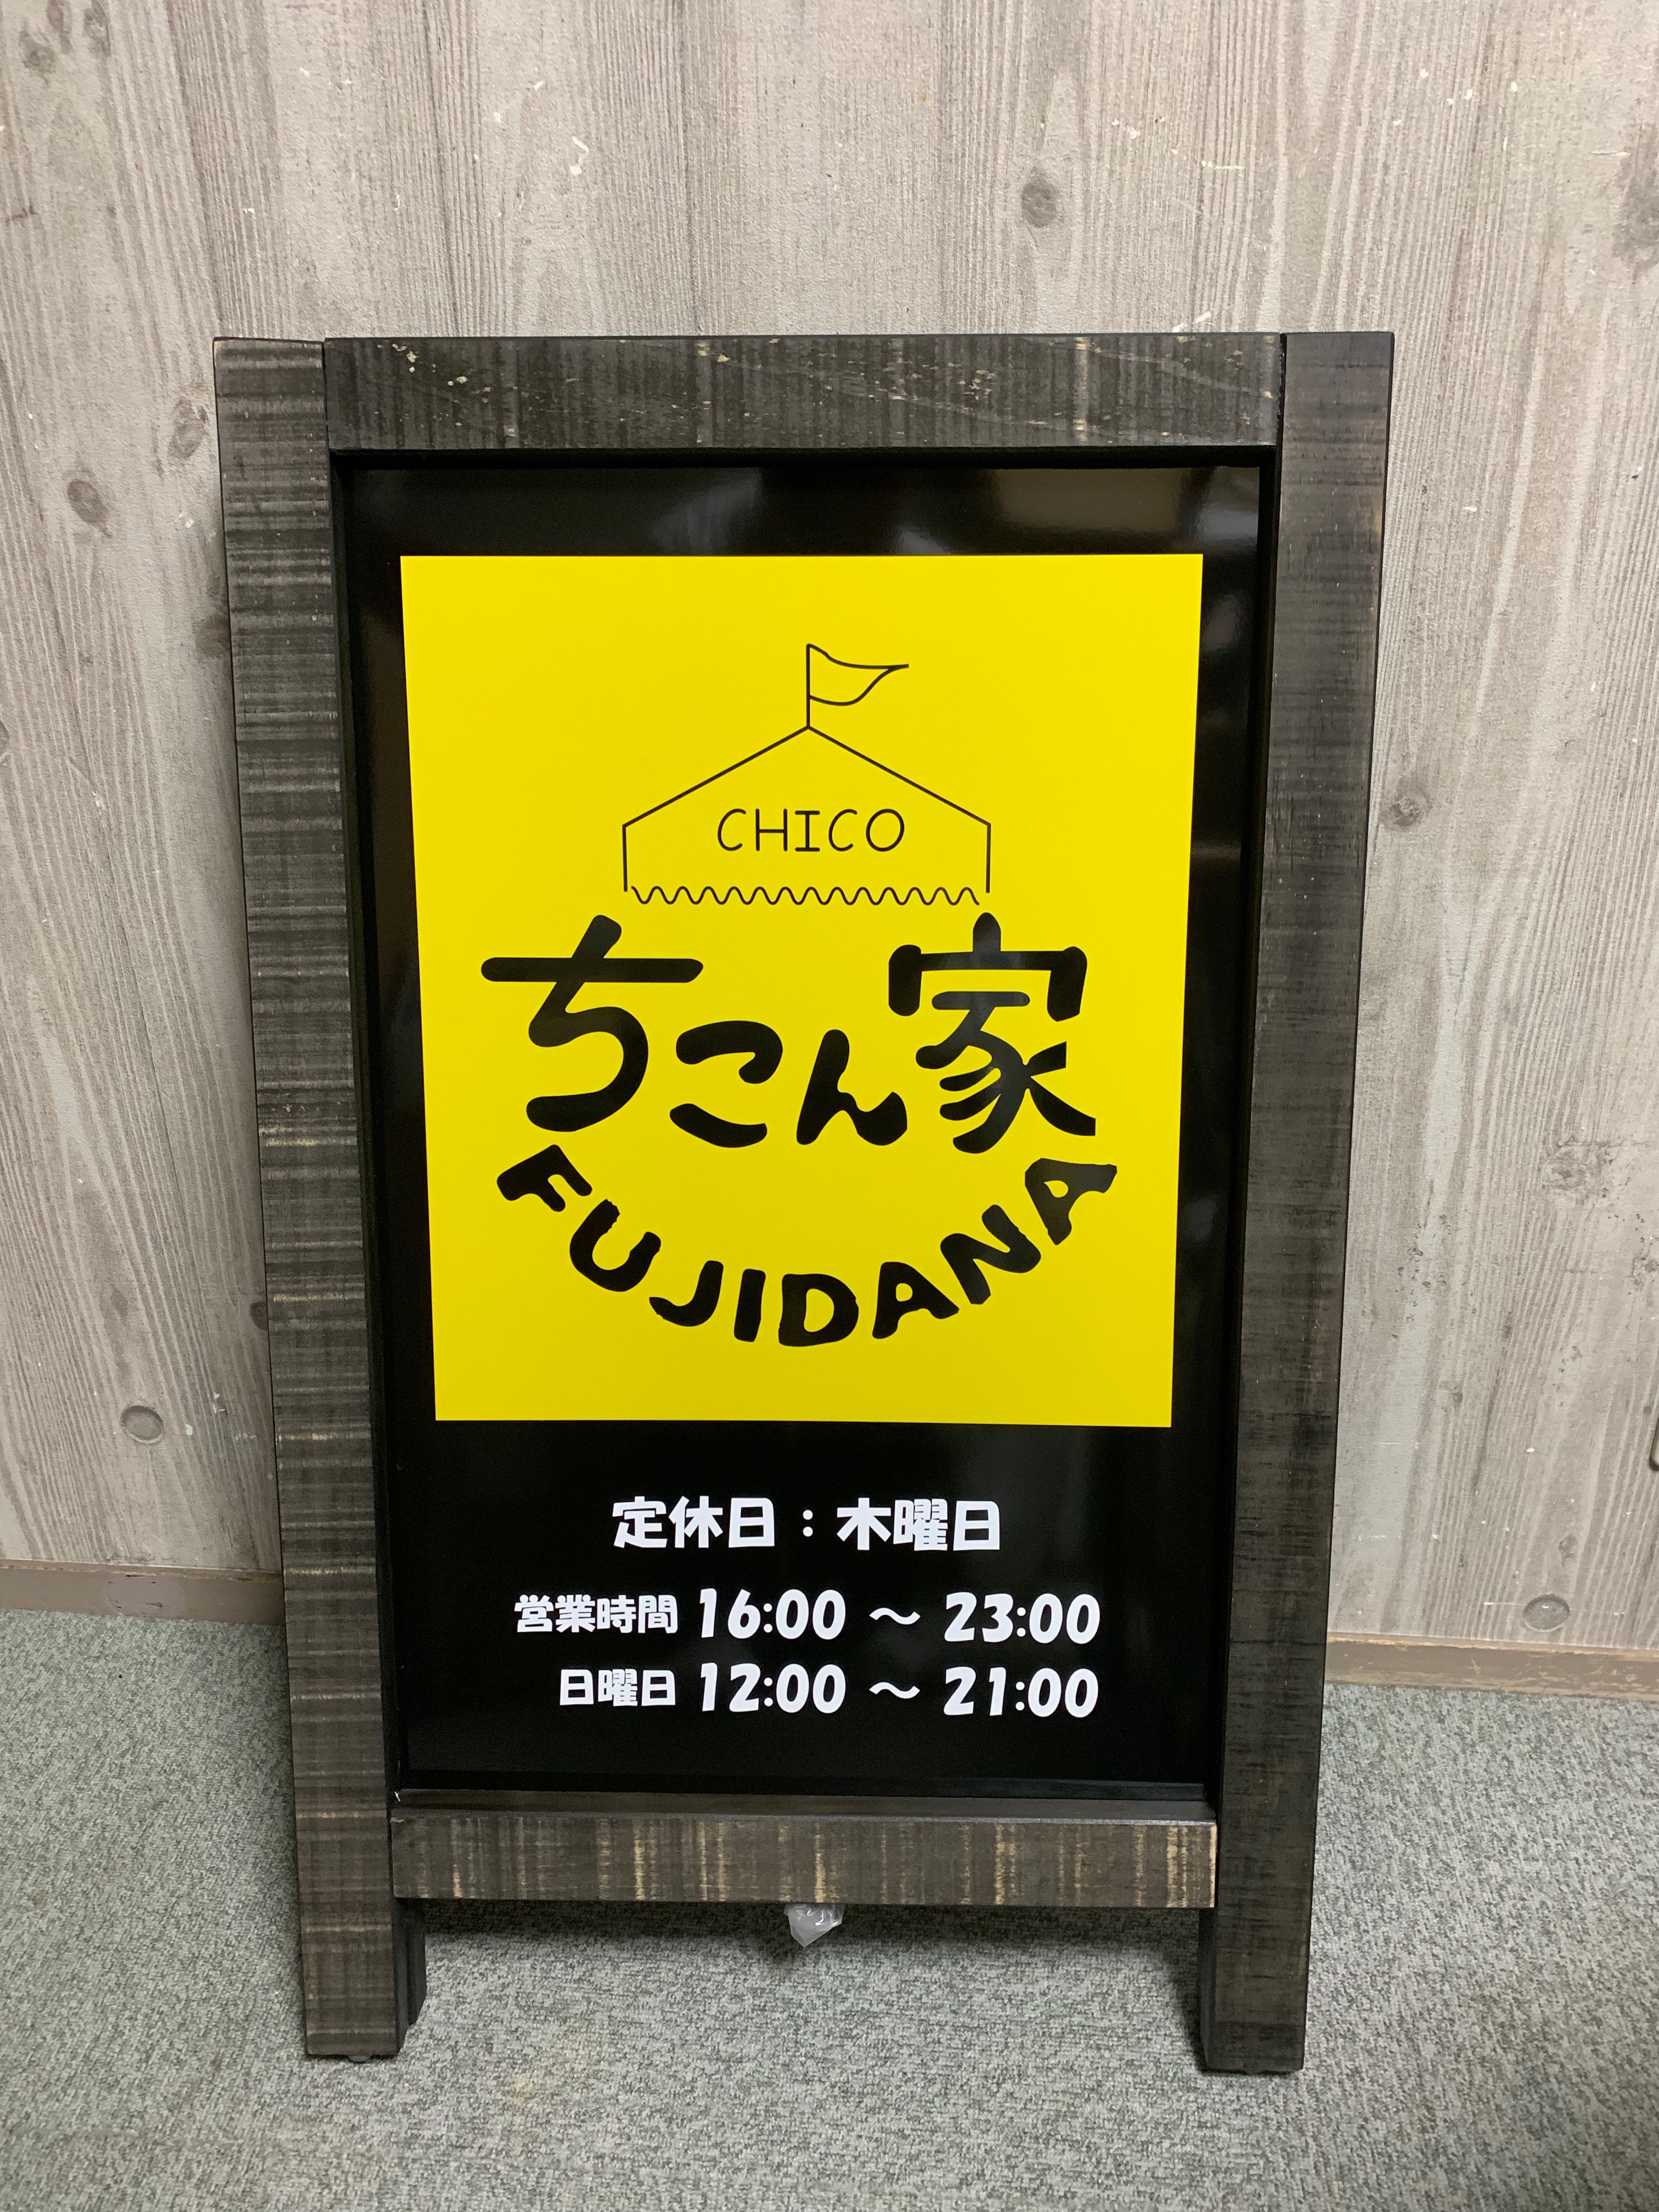 CHICO
ちこん家
FUJIDANA
定休日：木曜日
営業時間 16:00 〜 23:00
日曜日 12:00 〜 21:00